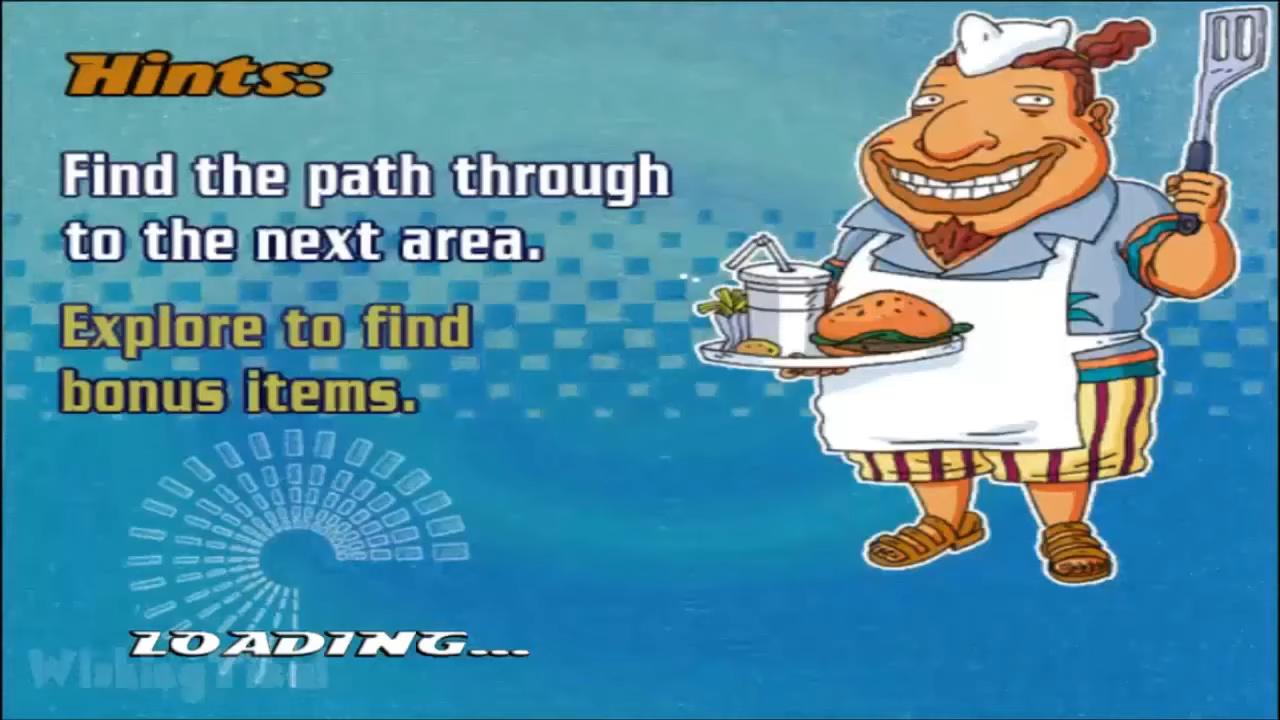 Hints:
Find the path through
to the next area.
Explore to find
bonus items.
LOADING...